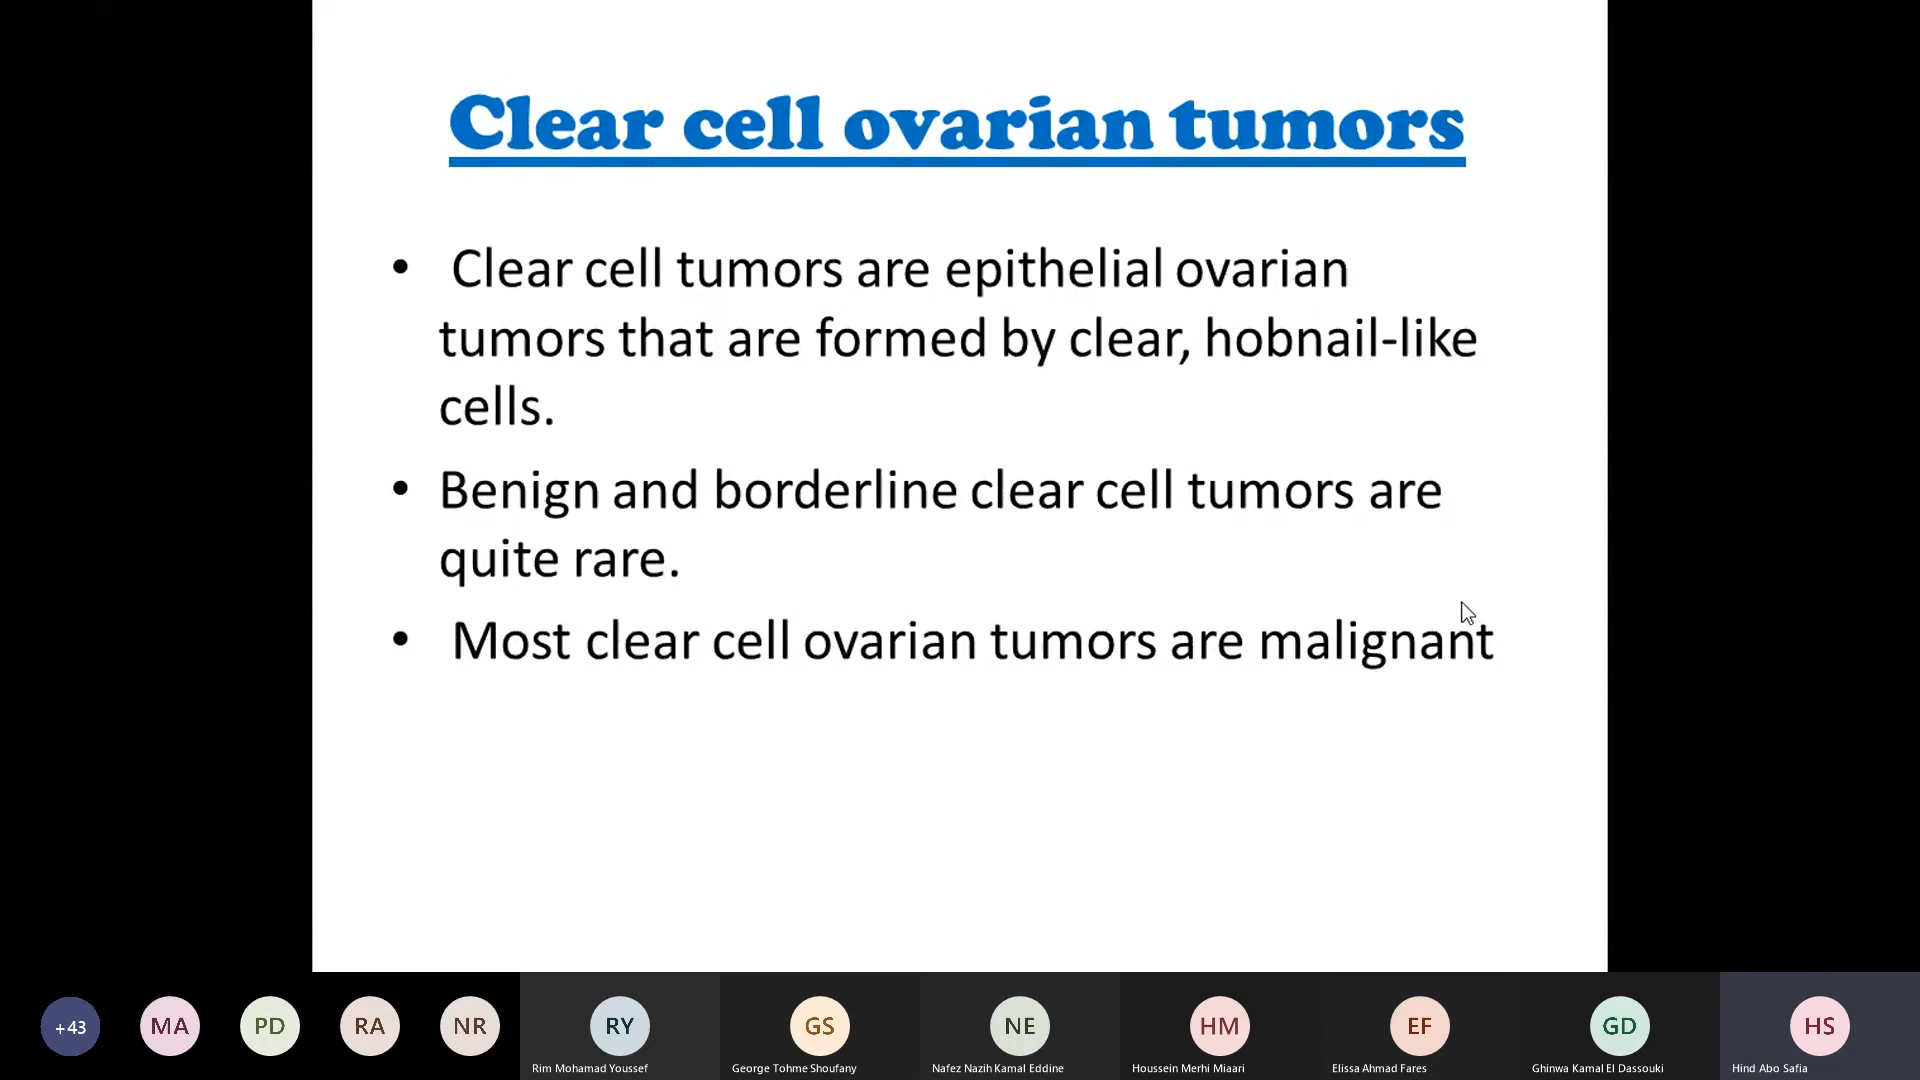 Clear cell ovarian tumors
• Clear cell tumors are epithelial ovarian
tumors that are formed by clear, hobnail-like
cells.
• Benign and borderline clear cell tumors are
quite rare.
• Most clear cell ovarian tumors are malignant
+43
MA
PD
RA
NR
RY
GS
NE
HM
EF
GD
HS
Rim Mohamad Youssef
George Tohme Shoufany
Nafez Nazih Kamal Eddine
Houssein Merhi Miaari
Elissa Ahmad Fares
Ghinwa Kamal El Dassouki
Hind Abo Safia